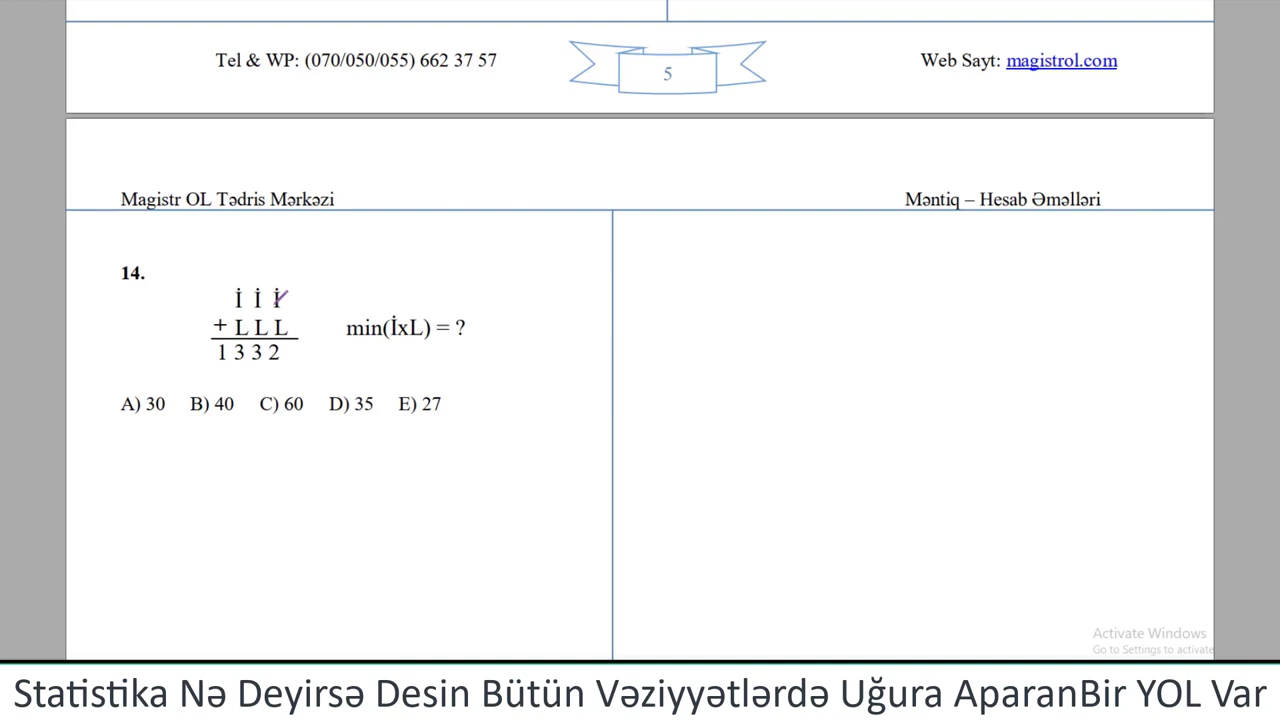 Tel & WP: (070/050/055) 662 37 57
5
Web Sayt: magistrol.com
Magistr OL Tədris Mərkəzi
Məntiq – Hesab Əməlləri
14.
İ İ İ
+ L L L
min(İxL) = ?
1 3 3 2
A) 30 B) 40 C) 60 D) 35 E) 27
Activate Windows
Go to Settings to activate
Statistika Nə Deyirsə Desin Bütün Vəziyyətlərdə Uğura AparanBir YOL Var